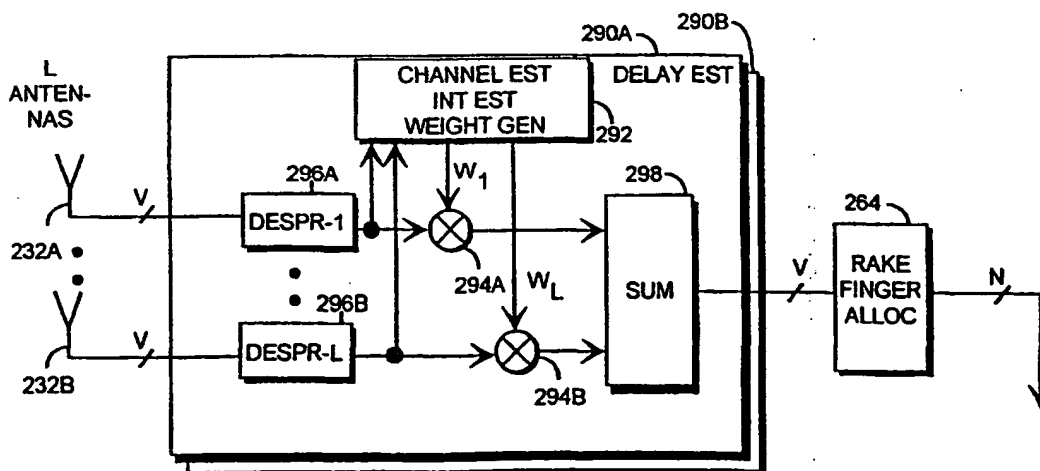 290A
290B
L
ANTEN-
NAS
CHANNEL EST
INT EST
WEIGHT GEN
DELAY EST
292
V
296A
DESPR-1
W1
298
SUM
264
232A
294A
V
RAKE
FINGER
ALLOC
N
296B
WL
V
DESPR-L
232B
294B